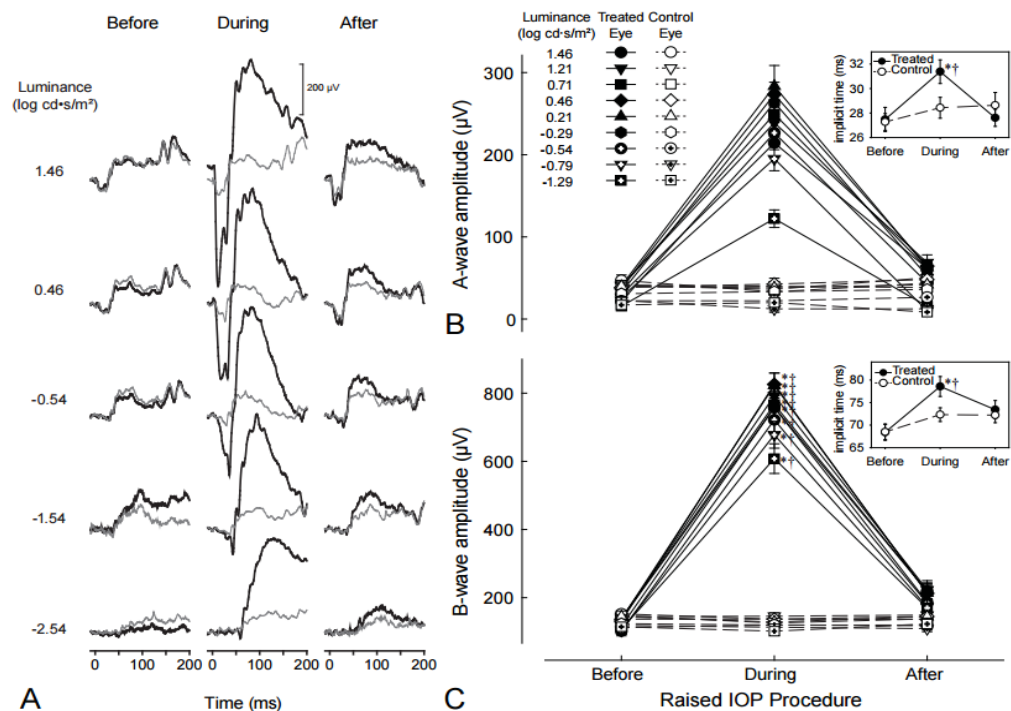 Before During After
Luminance
(log cd·s/m²)
200 µV
1.46
0.46
-0.54
-1.54
-2.54
0 100 200 0 100 200 0 100 200
Time (ms)
A
Luminance Treated Control
(log cd·s/m²) Eye Eye
1.46
1.21
0.71
0.46
0.21
-0.29
-0.54
-0.79
-1.29
A-wave amplitude (µV)
300
200
100
0
B
implicit time (ms)
32
30
28
26
Treated
Control
*†
Before During After
B-wave amplitude (µV)
800
600
400
200
*†
*†
*†
C
implicit time (ms)
80
75
70
65
Treated
Control
*†
Before During After
Before During After
Raised IOP Procedure